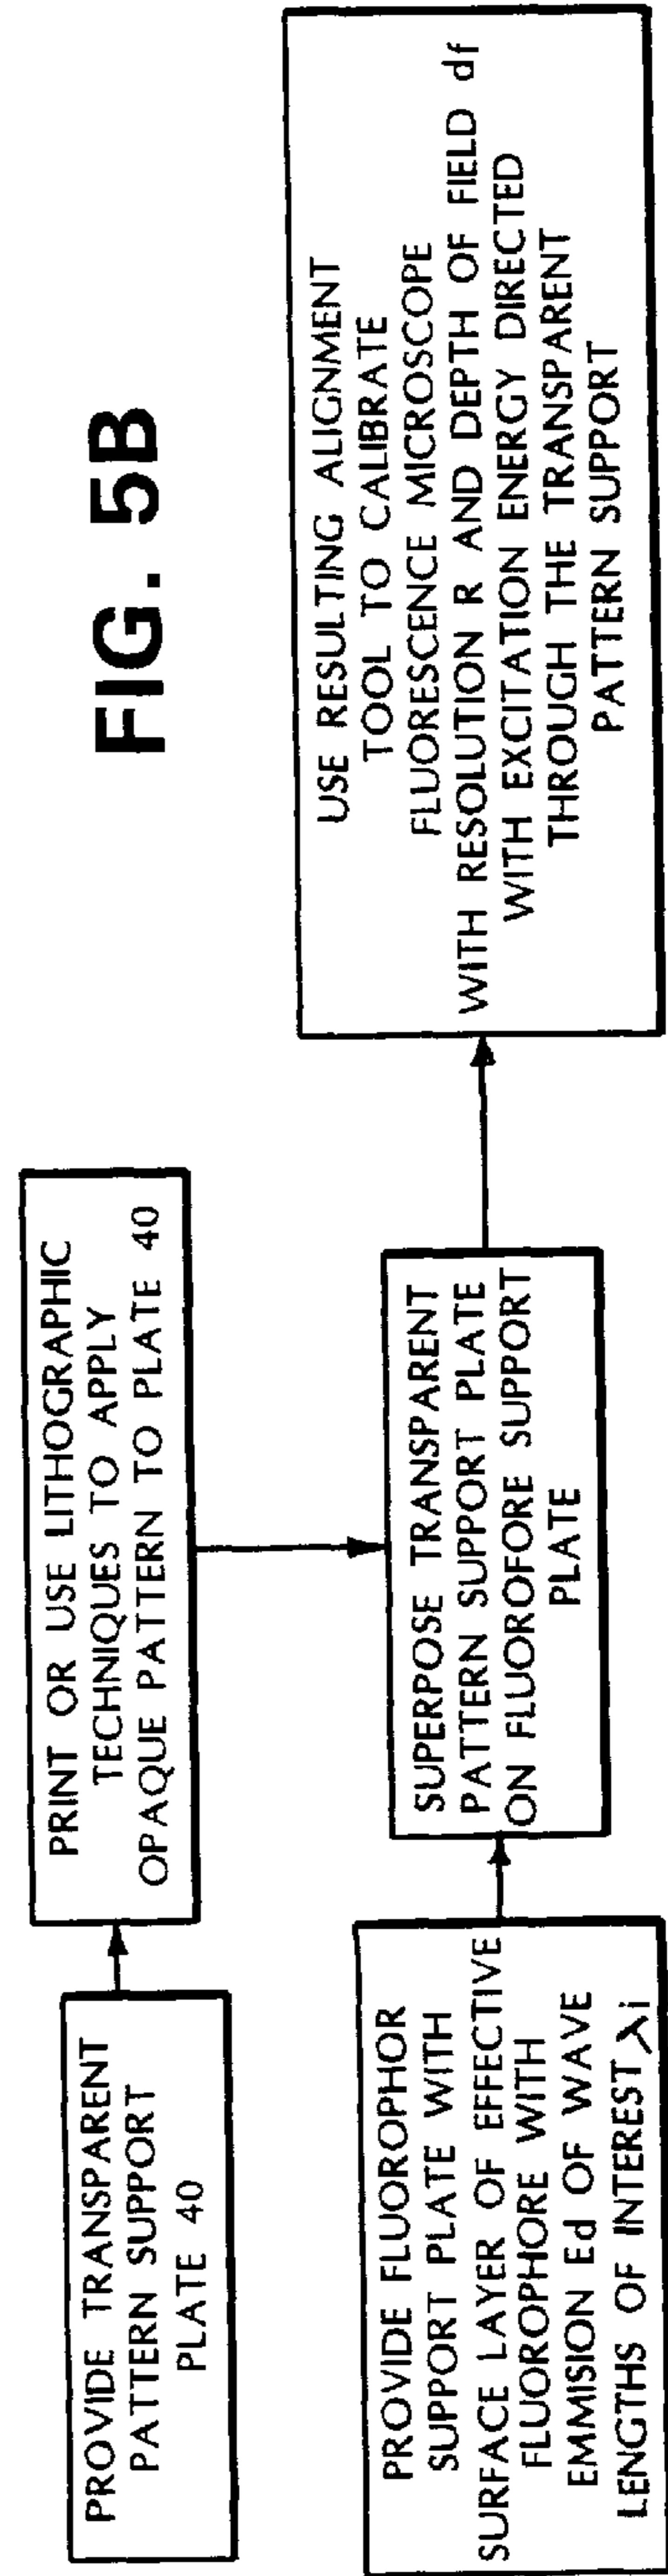 FIG. 5B
PROVIDE TRANSPARENT
PATTERN SUPPORT
PLATE 40
PRINT OR USE LITHOGRAPHIC
TECHNIQUES TO APPLY
OPAQUE PATTERN TO PLATE 40
PROVIDE FLUOROPHOR
SUPPORT PLATE WITH
SURFACE LAYER OF EFFECTIVE
FLUOROPHORE WITH
EMMISION Ed OF WAVE
LENGTHS OF INTEREST λi
SUPERPOSE TRANSPARENT
PATTERN SUPPORT PLATE
ON FLUOROFORE SUPPORT
PLATE
USE RESULTING ALIGNMENT
TOOL TO CALIBRATE
FLUORESCENCE MICROSCOPE
WITH RESOLUTION R AND DEPTH OF FIELD df
WITH EXCITATION ENERGY DIRECTED
THROUGH THE TRANSPARENT
PATTERN SUPPORT